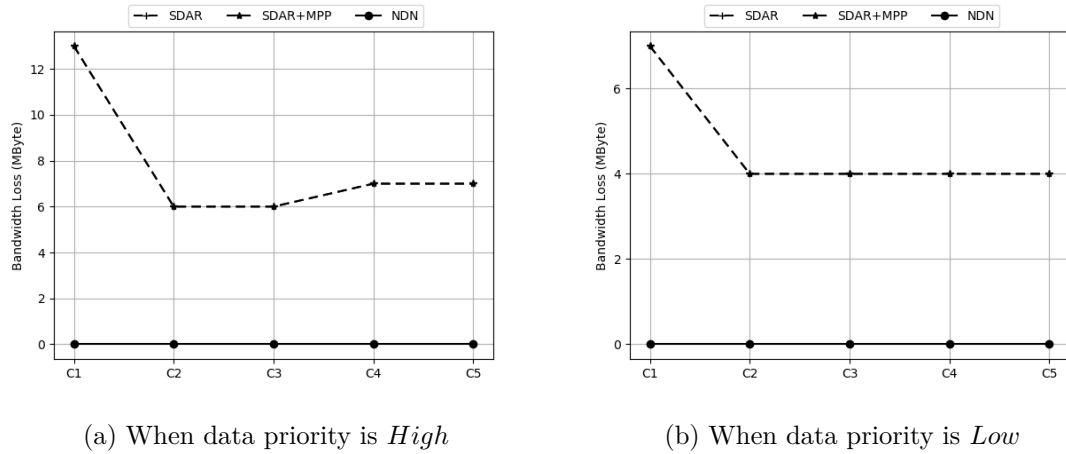 SDAR SDAR+MPP NDN
Bandwidth Loss (MByte)
12
10
8
6
4
2
0
C1 C2 C3 C4 C5
(a) When data priority is High
SDAR SDAR+MPP NDN
Bandwidth Loss (MByte)
6
4
2
0
C1 C2 C3 C4 C5
(b) When data priority is Low